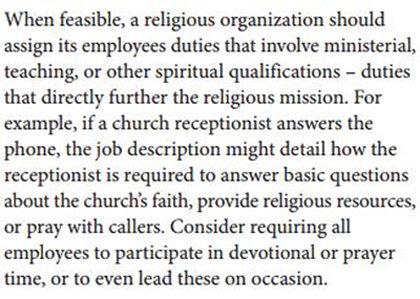 When feasible, a religious organization should
assign its employees duties that involve ministerial,
teaching, or other spiritual qualifications – duties
that directly further the religious mission. For
example, if a church receptionist answers the
phone, the job description might detail how the
receptionist is required to answer basic questions
about the church’s faith, provide religious resources,
or pray with callers. Consider requiring all
employees to participate in devotional or prayer
time, or to even lead these on occasion.